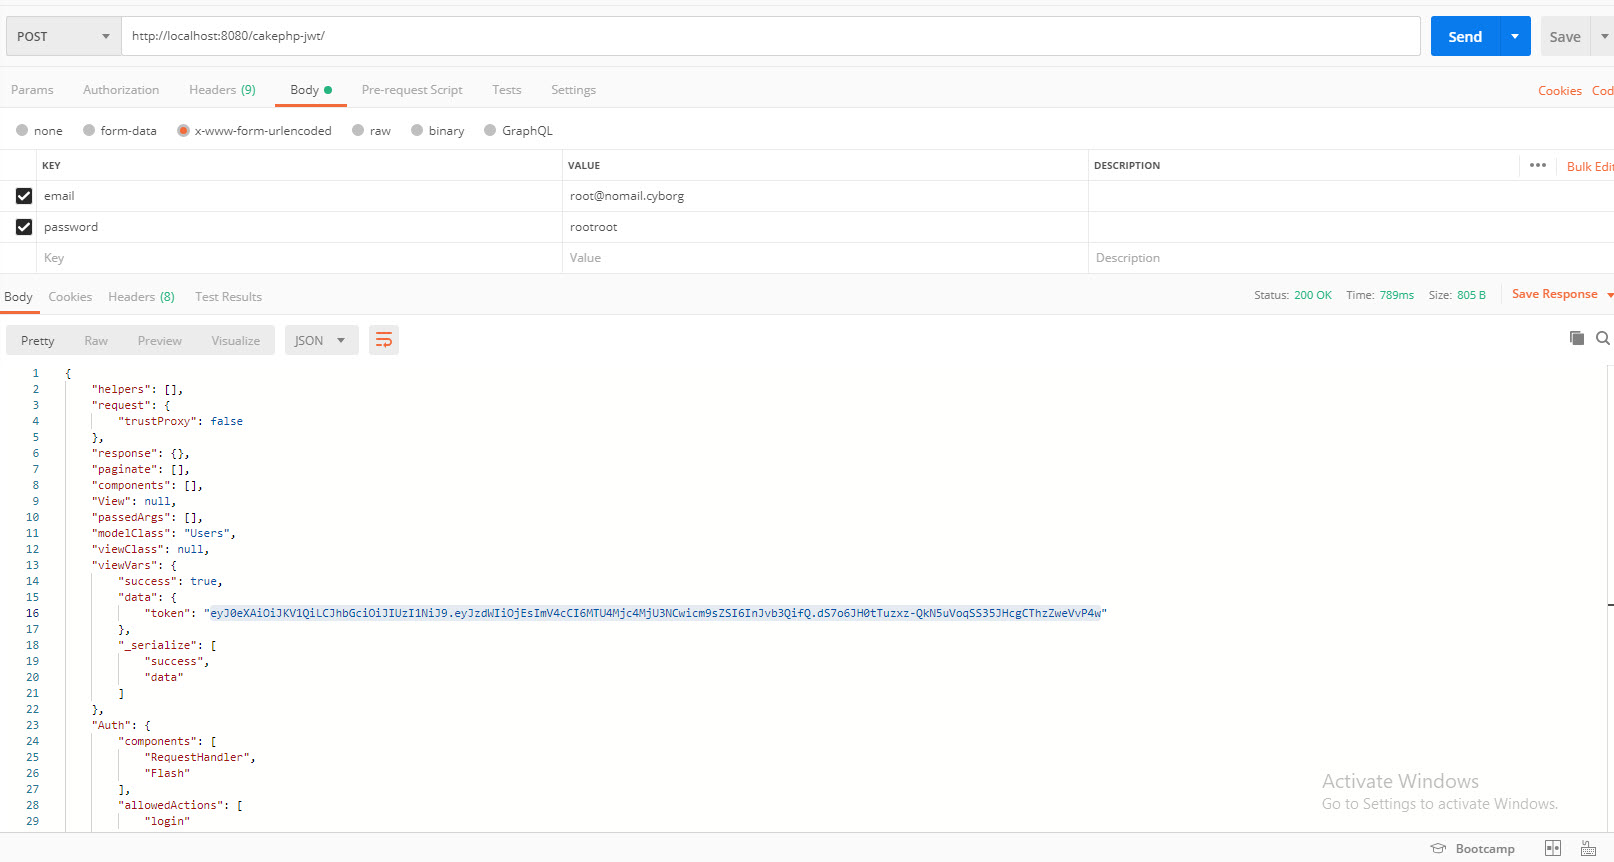 POST http://localhost:8080/cakephp-jwt/ Send Save
Params Authorization Headers (9) Body Pre-request Script Tests Settings Cookies Cod
none form-data x-www-form-urlencoded raw binary GraphQL
KEY VALUE DESCRIPTION ••• Bulk Edit
email root@nomail.cyborg
password rootroot
Key Value Description
Body Cookies Headers (8) Test Results Status: 200 OK Time: 789ms Size: 805 B Save Response
Pretty Raw Preview Visualize JSON
1 {
2 "helpers": [],
3 "request": {
4 "trustProxy": false
5 },
6 "response": {},
7 "paginate": [],
8 "components": [],
9 "View": null,
10 "passedArgs": [],
11 "modelClass": "Users",
12 "viewClass": null,
13 "viewVars": {
14 "success": true,
15 "data": {
16 "token": "eyJ0eXAiOiJKV1QiLCJhbGciOiJIUzI1NiJ9.eyJzdWIiOjEsImV4cCI6MTU4Mjc4MjU3NCwicm9sZSI6InJvb3QifQ.dS7o6JH0tTuzxz-QkN5uVoqSS35JHcgCThzZweVvP4w"
17 },
18 "_serialize": [
19 "success",
20 "data"
21 ]
22 },
23 "Auth": {
24 "components": [
25 "RequestHandler",
26 "Flash"
27 ],
28 "allowedActions": [
29 "login"
Activate Windows
Go to Settings to activate Windows.
Bootcamp